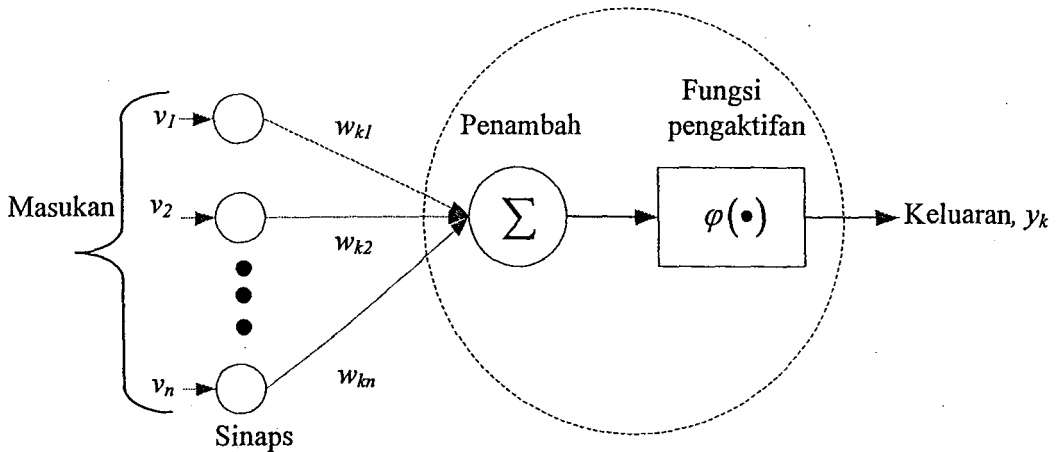 Masukan
v1
v2
vn
Sinaps
wk1
wk2
wkn
Penambah
∑
Fungsi
pengaktifan
φ(•)
Keluaran, yk